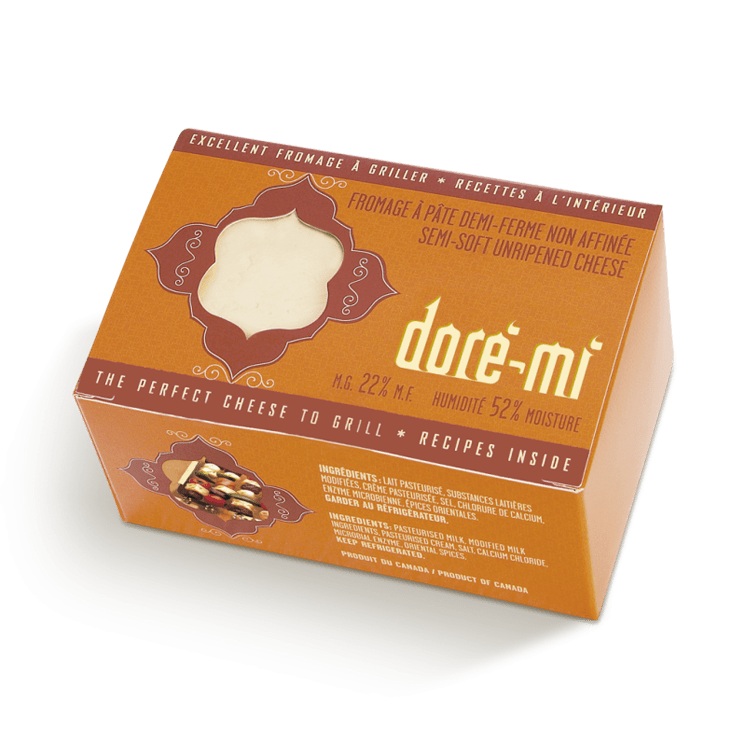 EXCELLENT FROMAGE À GRILLER * RECETTES À L'INTÉRIEUR
FROMAGE À PÂTE DEMI-FERME NON AFFINÉE
SEMI-SOFT UNRIPENED CHEESE
doré-mi
M.G. 22% M.F. HUMIDITÉ 52% MOISTURE
THE PERFECT CHEESE TO GRILL * RECIPES INSIDE
INGRÉDIENTS : LAIT PASTEURISÉ, SUBSTANCES LAITIÈRES
MODIFIÉES, CRÈME PASTEURISÉE, SEL, CHLORURE DE CALCIUM,
ENZYME MICROBIENNE, ÉPICES ORIENTALES.
GARDER AU RÉFRIGÉRATEUR.
INGREDIENTS: PASTEURISED MILK, MODIFIED MILK
INGREDIENTS, PASTEURISED CREAM, SALT, CALCIUM CHLORIDE,
MICROBIAL ENZYME, ORIENTAL SPICES.
KEEP REFRIGERATED.
PRODUIT DU CANADA / PRODUCT OF CANADA